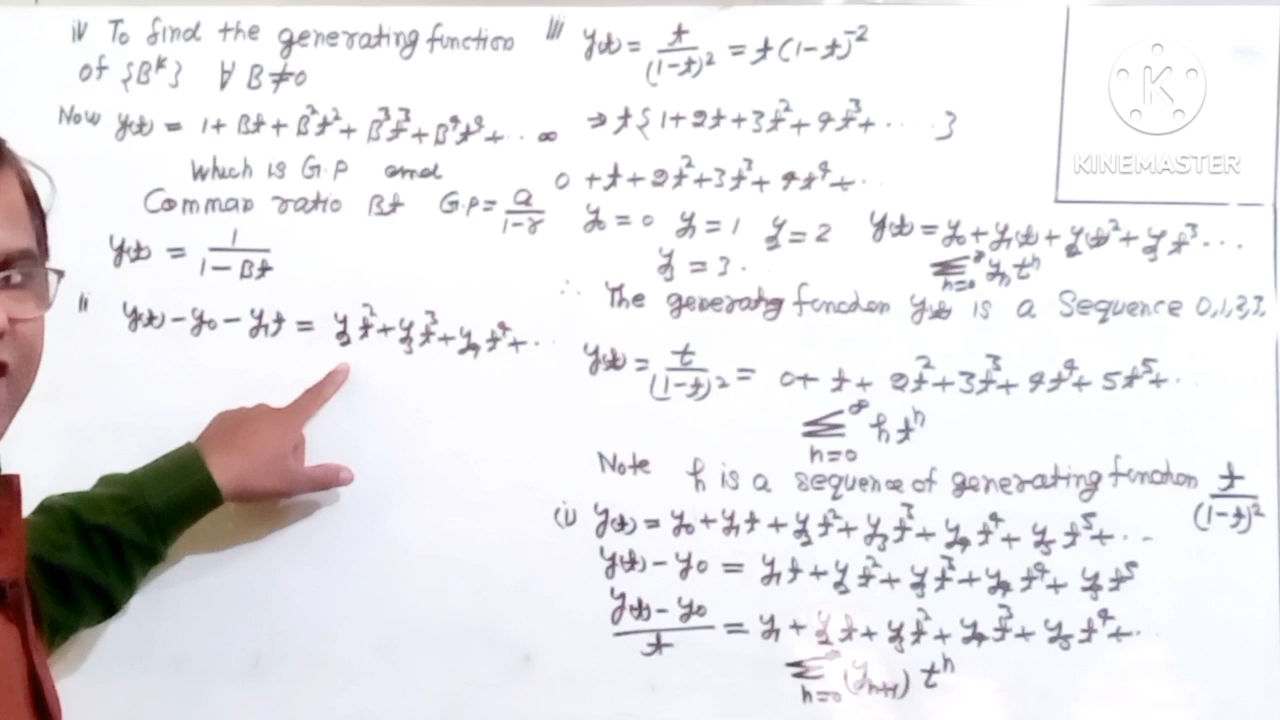 iv To find the generating function
of {B^k} ∀ B≠0
Now y(t) = 1 + Bt + B²t² + B³t³ + B⁴t⁴ + ... ∞
Which is G.P and
Comman ratio Bt G.P = a/(1-r)
y(t) = 1/(1-Bt)
ii y(t) - y₀ - y₁t = y₂t² + y₃t³ + y₄t⁴ + ...
iii y(t) = t/(1-t)² = t(1-t)⁻²
⇒ t{1 + 2t + 3t² + 4t³ + ..... }
0 + t + 2t² + 3t³ + 4t⁴ + ...
y₀ = 0 y₁ = 1 y₂ = 2 y(t) = y₀ + y₁(t) + y₂(t)² + y₃t³ ...
y₃ = 3. Σ_{n=0}^∞ yₙtⁿ
∴ The generatg function y(t) is a Sequence 0,1,2,3,
y(t) = t/(1-t)² = 0 + t + 2t² + 3t³ + 4t⁴ + 5t⁵ + ...
Σ_{n=0}^∞ n tⁿ
Note n is a sequence of generating function t/(1-t)²
(i) y(t) = y₀ + y₁t + y₂t² + y₃t³ + y₄t⁴ + y₅t⁵ + ...
y(t) - y₀ = y₁t + y₂t² + y₃t³ + y₄t⁴ + y₅t⁵
(y(t) - y₀)/t = y₁ + y₂t + y₃t² + y₄t³ + y₅t⁴ + ...
Σ_{n=0}^∞ (yₙ₊₁) tⁿ
K
KINEMASTER